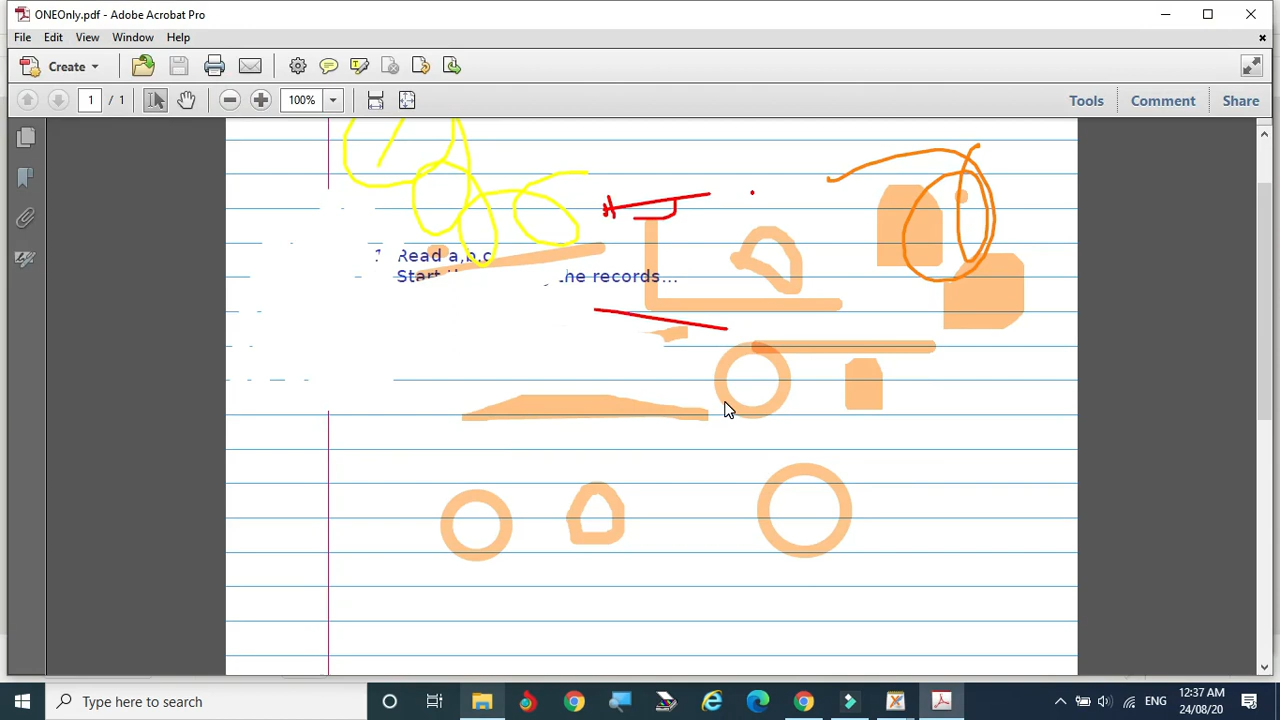 ONEOnly.pdf - Adobe Acrobat Pro
File Edit View Window Help
Create
1 / 1 100% Tools Comment Share
1 Read a,b,c
Start the records...
Type here to search
ENG 12:37 AM
24/08/20